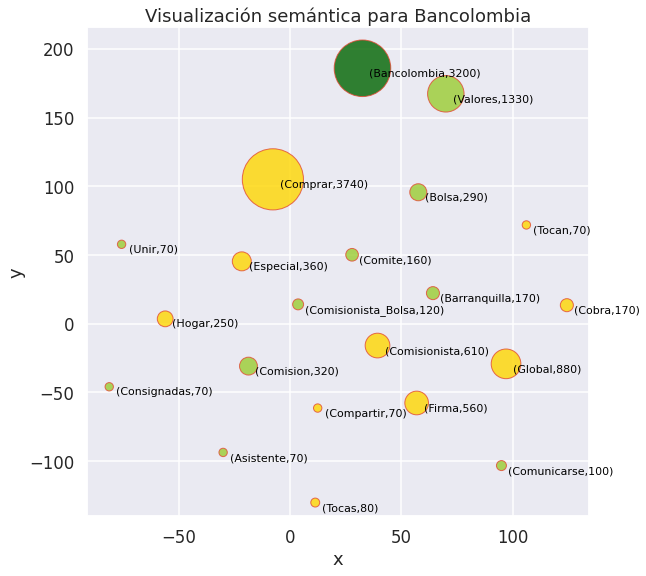 Visualización semántica para Bancolombia
200
(Bancolombia,3200)
(Valores,1330)
150
100
(Comprar,3740)
(Bolsa,290)
(Tocan,70)
(Unir,70)
50
(Especial,360)
(Comite,160)
(Barranquilla,170)
y
(Comisionista_Bolsa,120)
(Cobra,170)
0
(Hogar,250)
(Comisionista,610)
(Comision,320)
(Global,880)
−50
(Consignadas,70)
(Compartir,70)
(Firma,560)
(Asistente,70)
−100
(Comunicarse,100)
(Tocas,80)
−50
0
50
100
x